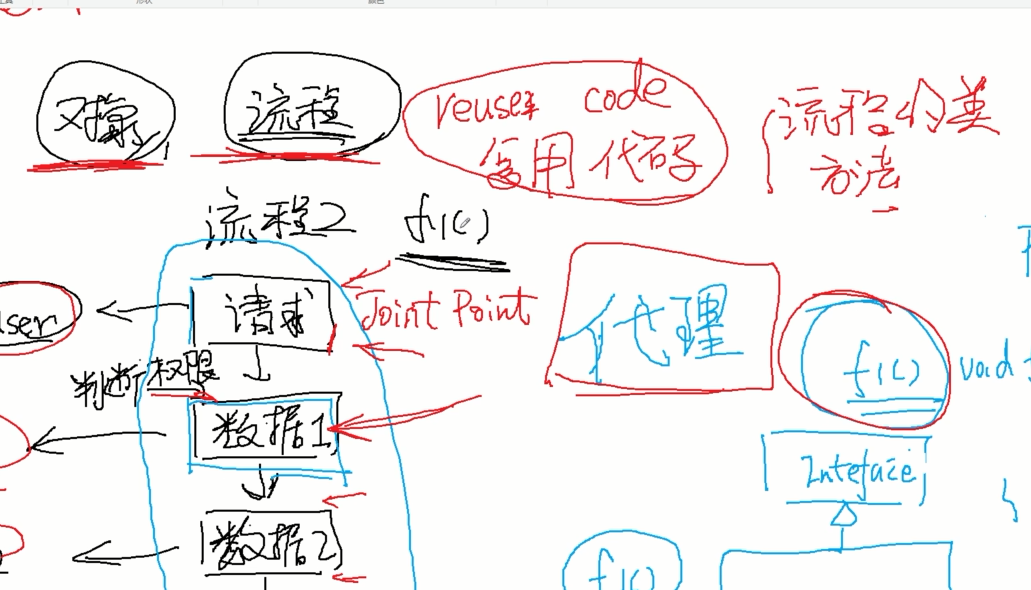 对象 流程
reuse code
复用 代码
流程的类
方法
流程2 f1()
user
请求
Joint Point
代理
f1() void
判断 权限
数据1
Inteface
数据2
f1()